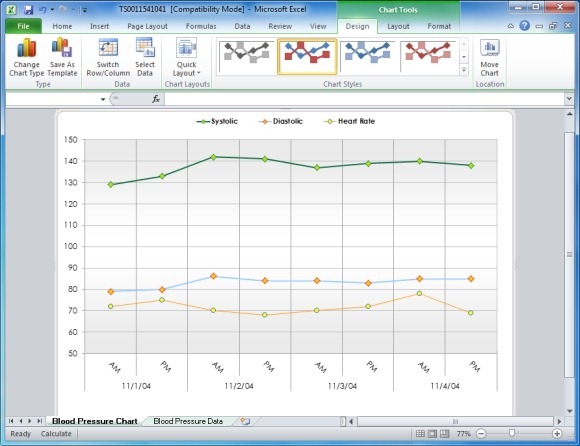 TS0011541041 [Compatibility Mode] - Microsoft Excel
Chart Tools
File Home Insert Page Layout Formulas Data Review View Design Layout Format
Change Chart Type
Save As Template
Switch Row/Column
Select Data
Quick Layout
Move Chart
Type Data Chart Layouts Chart Styles Location
fx
Systolic Diastolic Heart Rate
150
140
130
120
110
100
90
80
70
60
50
AM PM AM PM AM PM AM PM
11/1/04 11/2/04 11/3/04 11/4/04
Blood Pressure Chart Blood Pressure Data
Ready Calculate 77%